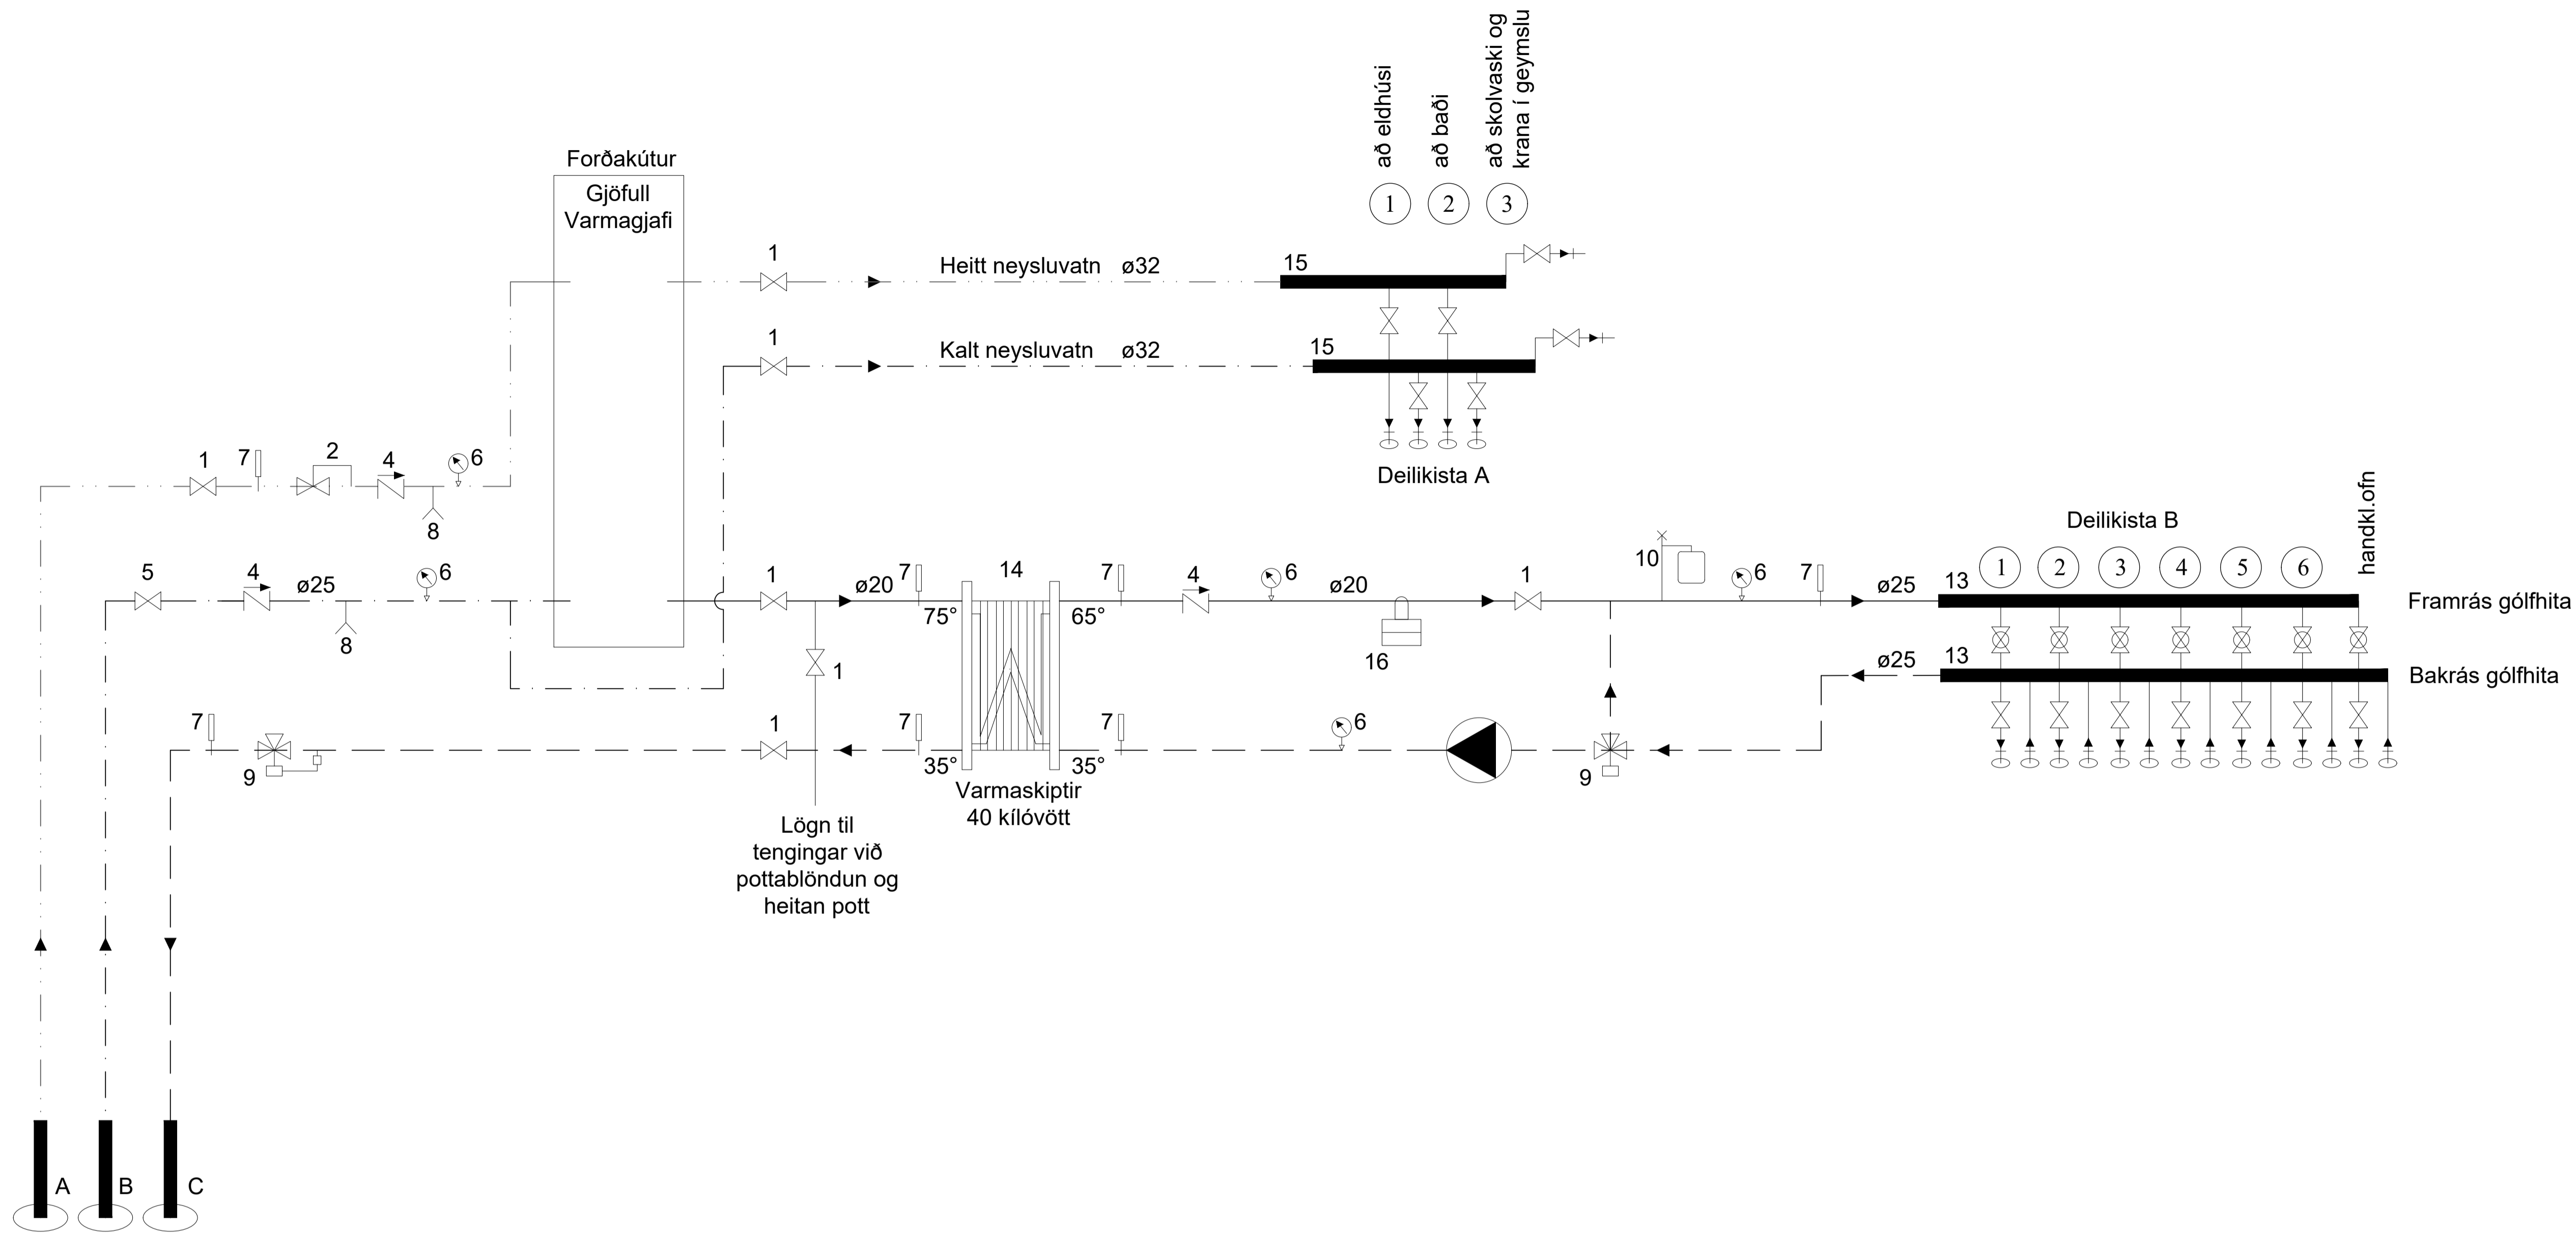 að eldhúsi
að baði
að skolvaski og
krana í geymslu
1
2
3
Forðakútur
Gjöfull
Varmagjafi
1
Heitt neysluvatn ø32
15
1
Kalt neysluvatn ø32
15
Deilikista A
1
7
2
4
6
8
handkl.ofn
Deilikista B
1
2
3
4
5
6
5
4
ø25
6
8
1
ø20
7
14
7
4
6
ø20
1
10
6
7
ø25
13
Framrás gólfhita
75°
65°
16
1
ø25
13
Bakrás gólfhita
7
9
1
7
7
6
9
35°
35°
Varmaskiptir
40 kílóvött
Lögn til
tengingar við
pottablöndun og
heitan pott
A
B
C